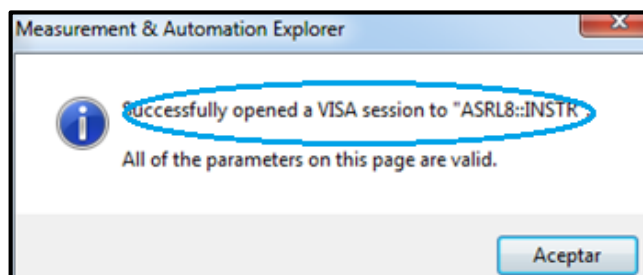 Measurement & Automation Explorer
Successfully opened a VISA session to "ASRL8::INSTR
All of the parameters on this page are valid.
Aceptar